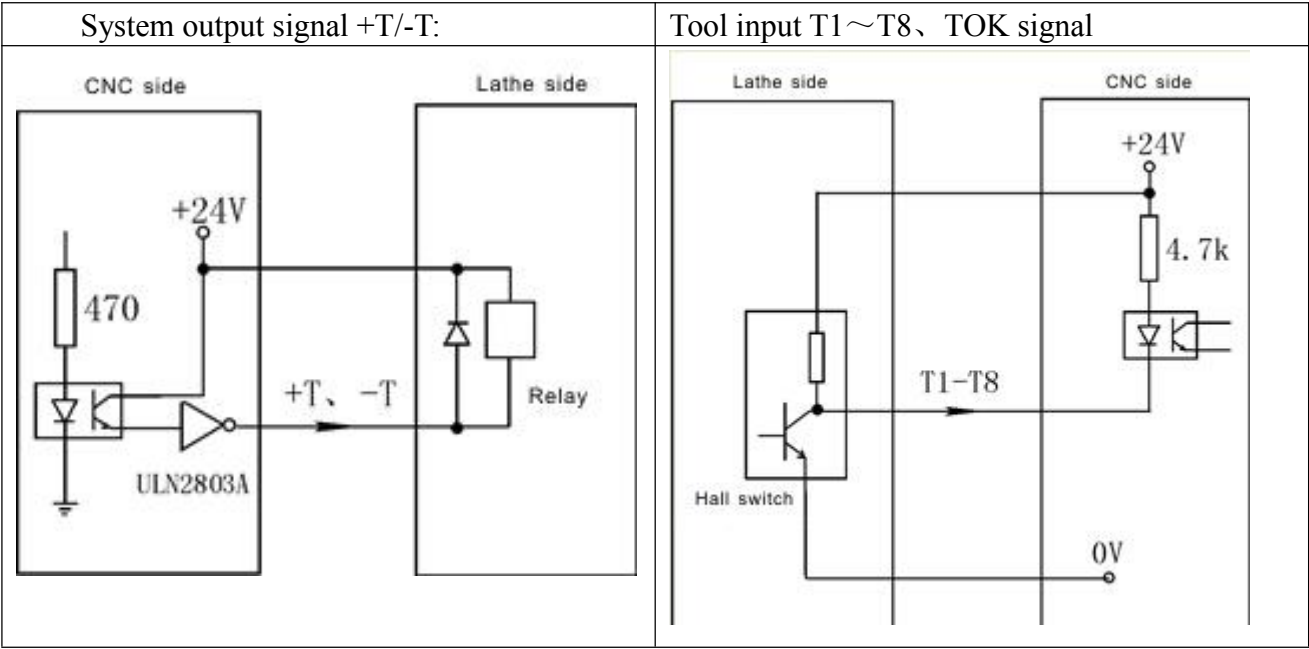 System output signal +T/-T:
Tool input T1～T8、TOK signal
CNC side
Lathe side
+24V
470
+T、-T
Relay
ULN2803A
Lathe side
CNC side
+24V
4.7k
T1-T8
Hall switch
0V